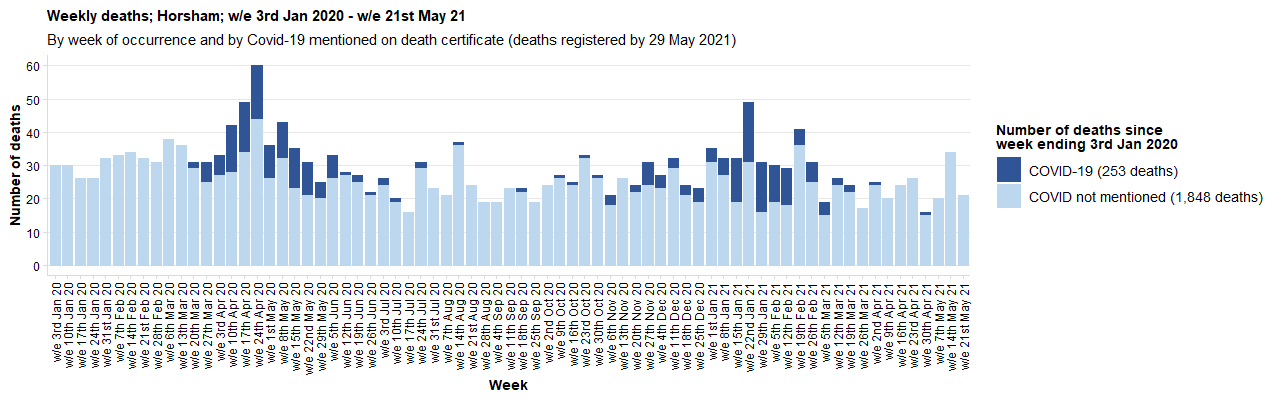 Weekly deaths; Horsham; w/e 3rd Jan 2020 - w/e 21st May 21
By week of occurrence and by Covid-19 mentioned on death certificate (deaths registered by 29 May 2021)
Number of deaths
60
50
40
30
20
10
0
w/e 3rd Jan 20
w/e 10th Jan 20
w/e 17th Jan 20
w/e 24th Jan 20
w/e 31st Jan 20
w/e 7th Feb 20
w/e 14th Feb 20
w/e 21st Feb 20
w/e 28th Feb 20
w/e 6th Mar 20
w/e 13th Mar 20
w/e 20th Mar 20
w/e 27th Mar 20
w/e 3rd Apr 20
w/e 10th Apr 20
w/e 17th Apr 20
w/e 24th Apr 20
w/e 1st May 20
w/e 8th May 20
w/e 15th May 20
w/e 22nd May 20
w/e 29th May 20
w/e 5th Jun 20
w/e 12th Jun 20
w/e 19th Jun 20
w/e 26th Jun 20
w/e 3rd Jul 20
w/e 10th Jul 20
w/e 17th Jul 20
w/e 24th Jul 20
w/e 31st Jul 20
w/e 7th Aug 20
w/e 14th Aug 20
w/e 21st Aug 20
w/e 28th Aug 20
w/e 4th Sep 20
w/e 11th Sep 20
w/e 18th Sep 20
w/e 25th Sep 20
w/e 2nd Oct 20
w/e 9th Oct 20
w/e 16th Oct 20
w/e 23rd Oct 20
w/e 30th Oct 20
w/e 6th Nov 20
w/e 13th Nov 20
w/e 20th Nov 20
w/e 27th Nov 20
w/e 4th Dec 20
w/e 11th Dec 20
w/e 18th Dec 20
w/e 25th Dec 20
w/e 1st Jan 21
w/e 8th Jan 21
w/e 15th Jan 21
w/e 22nd Jan 21
w/e 29th Jan 21
w/e 5th Feb 21
w/e 12th Feb 21
w/e 19th Feb 21
w/e 26th Feb 21
w/e 5th Mar 21
w/e 12th Mar 21
w/e 19th Mar 21
w/e 26th Mar 21
w/e 2nd Apr 21
w/e 9th Apr 21
w/e 16th Apr 21
w/e 23rd Apr 21
w/e 30th Apr 21
w/e 7th May 21
w/e 14th May 21
w/e 21st May 21
Week
Number of deaths since
week ending 3rd Jan 2020
COVID-19 (253 deaths)
COVID not mentioned (1,848 deaths)